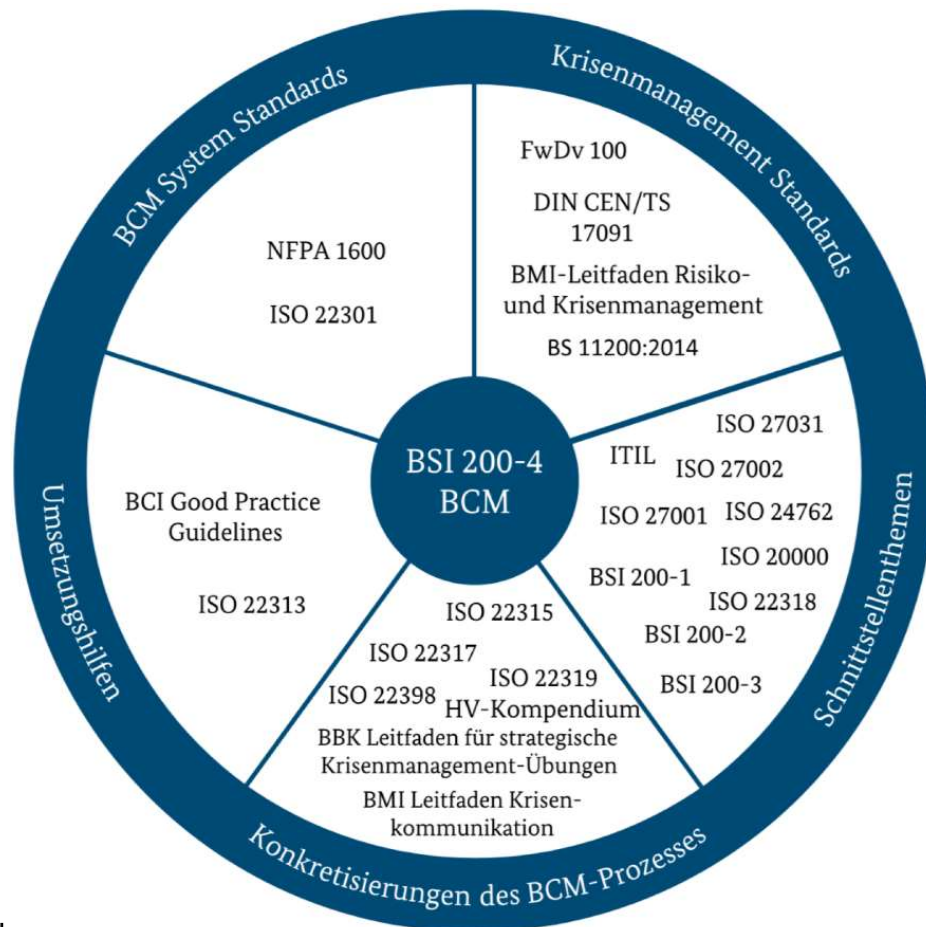 BCM System Standards
NFPA 1600
ISO 22301
Krisenmanagement Standards
FwDv 100
DIN CEN/TS
17091
BMI-Leitfaden Risiko-
und Krisenmanagement
BS 11200:2014
Schnittstellenthemen
ISO 27031
ITIL
ISO 27002
ISO 27001
ISO 24762
ISO 20000
BSI 200-1
ISO 22318
BSI 200-2
BSI 200-3
Konkretisierungen des BCM-Prozesses
ISO 22315
ISO 22317
ISO 22319
ISO 22398
HV-Kompendium
BBK Leitfaden für strategische
Krisenmanagement-Übungen
BMI Leitfaden Krisen-
kommunikation
Umsetzungshilfen
BCI Good Practice
Guidelines
ISO 22313
BSI 200-4
BCM